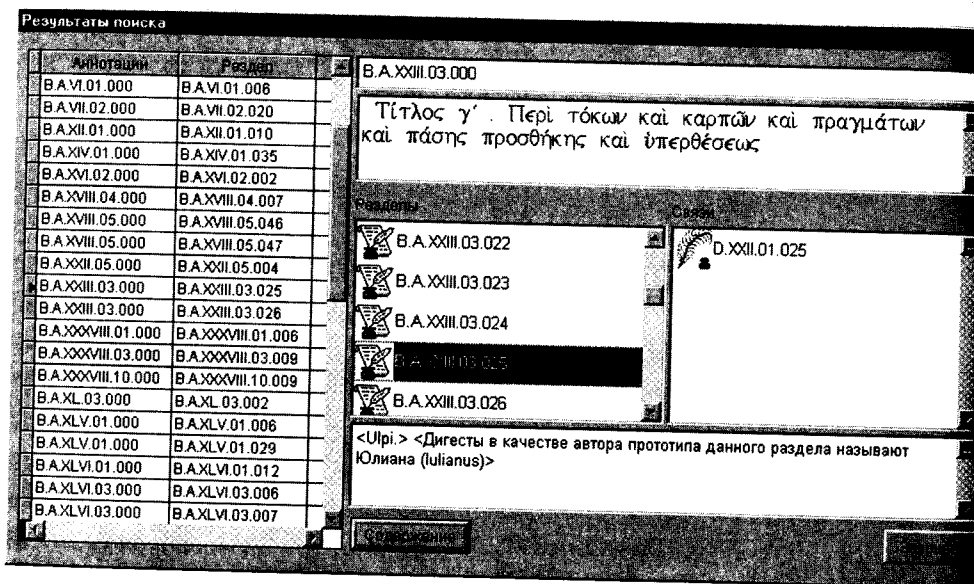 Результаты поиска
Аннотации Раздел
B.A.VI.01.000 B.A.VI.01.006
B.A.VII.02.000 B.A.VII.02.020
B.A.XII.01.000 B.A.XII.01.010
B.A.XIV.01.000 B.A.XIV.01.035
B.A.XVI.02.000 B.A.XVI.02.002
B.A.XVIII.04.000 B.A.XVIII.04.007
B.A.XVIII.05.000 B.A.XVIII.05.046
B.A.XVIII.05.000 B.A.XVIII.05.047
B.A.XXII.05.000 B.A.XXII.05.004
B.A.XXIII.03.000 B.A.XXIII.03.025
B.A.XXIII.03.000 B.A.XXIII.03.026
B.A.XXXVIII.01.000 B.A.XXXVIII.01.006
B.A.XXXVIII.03.000 B.A.XXXVIII.03.009
B.A.XXXVIII.10.000 B.A.XXXVIII.10.009
B.A.XL.03.000 B.A.XL.03.002
B.A.XLV.01.000 B.A.XLV.01.006
B.A.XLV.01.000 B.A.XLV.01.029
B.A.XLVI.01.000 B.A.XLVI.01.012
B.A.XLVI.03.000 B.A.XLVI.03.006
B.A.XLVI.03.000 B.A.XLVI.03.007
B.A.XXIII.03.000
Τίτλος γ΄ . Περὶ τόκων καὶ καρπῶν καὶ πραγμάτων
καὶ πάσης προσθήκης καὶ ὑπερθέσεως
Разделы
B.A.XXIII.03.022
B.A.XXIII.03.023
B.A.XXIII.03.024
B.A.XXIII.03.025
B.A.XXIII.03.026
Связи
D.XXII.01.025
<Ulpi.> <Дигесты в качестве автора прототипа данного раздела называют
Юлиана (Iulianus)>
Содержание